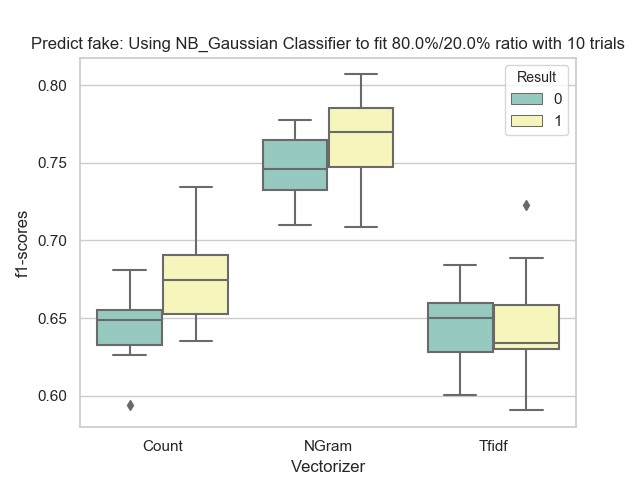 Predict fake: Using NB_Gaussian Classifier to fit 80.0%/20.0% ratio with 10 trials
Result
0
1
0.80
0.75
0.70
0.65
0.60
f1-scores
Count
NGram
Tfidf
Vectorizer